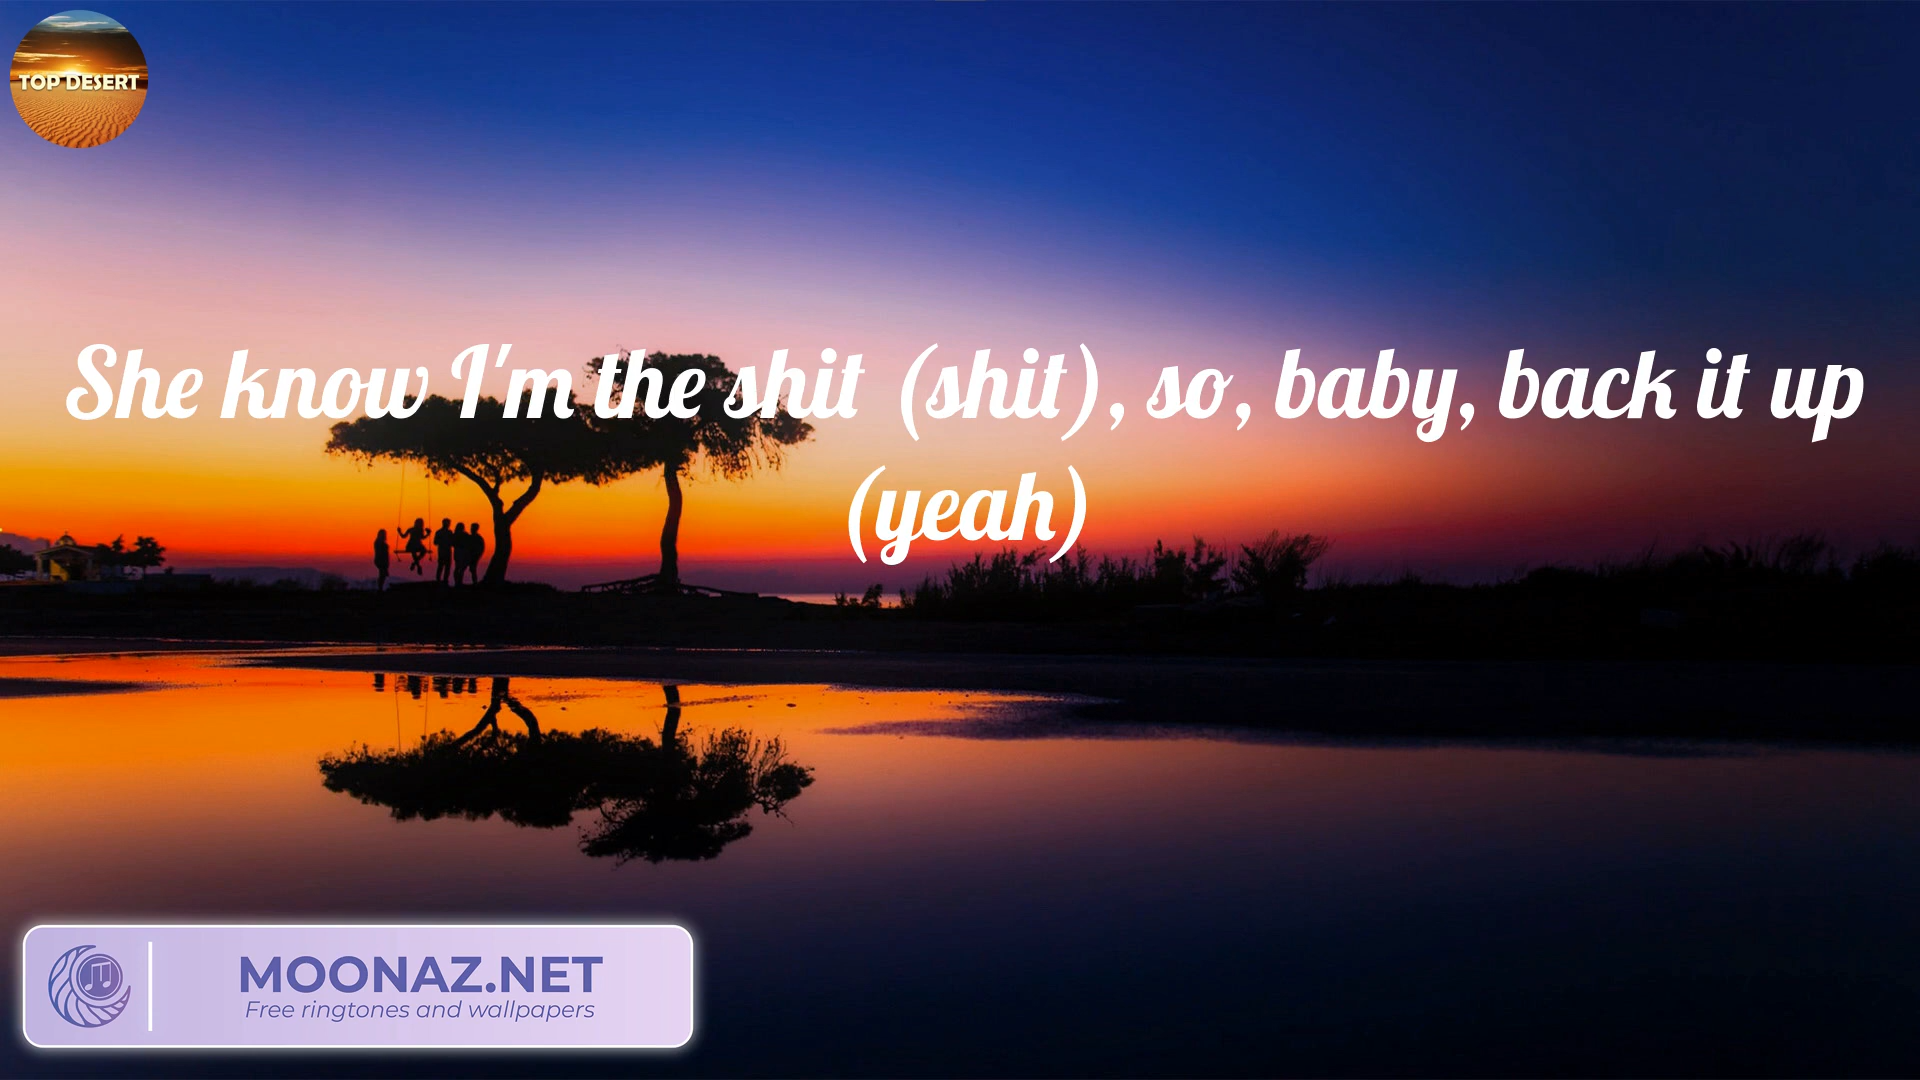 TOP DESERT
She know I'm the shit (shit), so, baby, back it up
(yeah)
MOONAZ.NET
Free ringtones and wallpapers